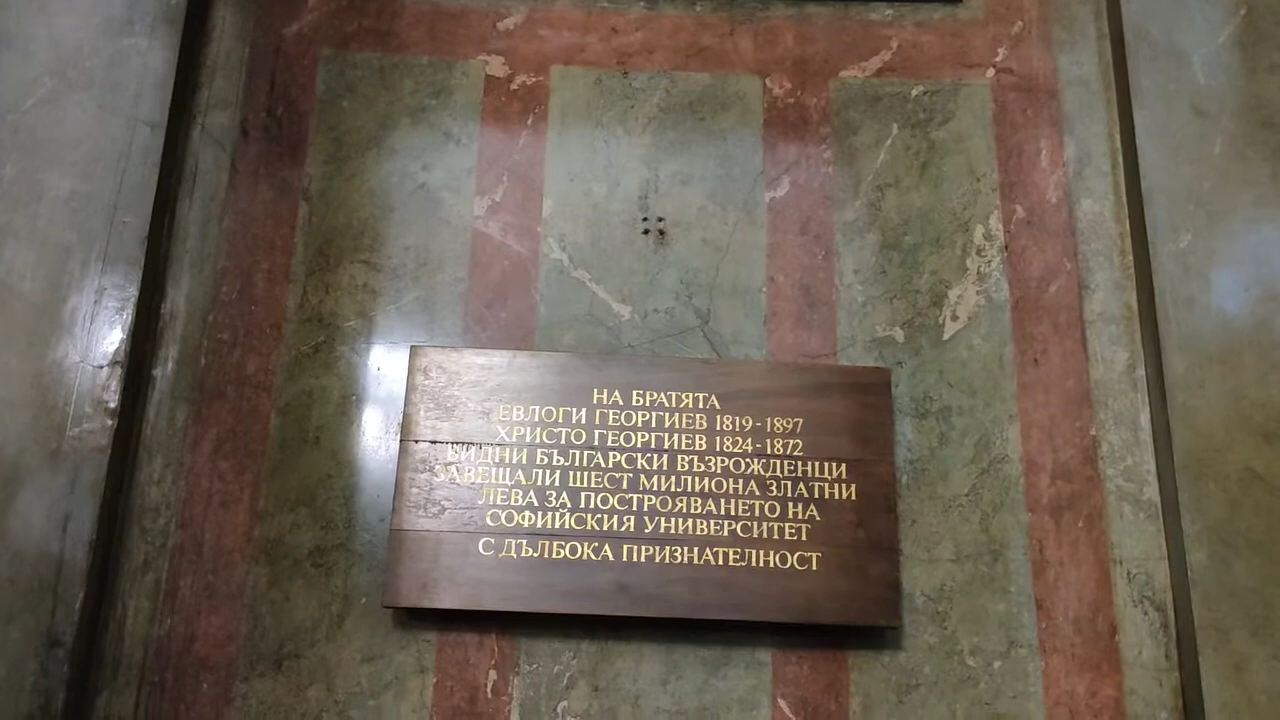 НА БРАТЯТА
ЕВЛОГИ ГЕОРГИЕВ 1819-1897
ХРИСТО ГЕОРГИЕВ 1824-1872
ВИДНИ БЪЛГАРСКИ ВЪЗРОЖДЕНЦИ
ЗАВЕЩАЛИ ШЕСТ МИЛИОНА ЗЛАТНИ
ЛЕВА ЗА ПОСТРОЯВАНЕТО НА
СОФИЙСКИЯ УНИВЕРСИТЕТ
С ДЪЛБОКА ПРИЗНАТЕЛНОСТ